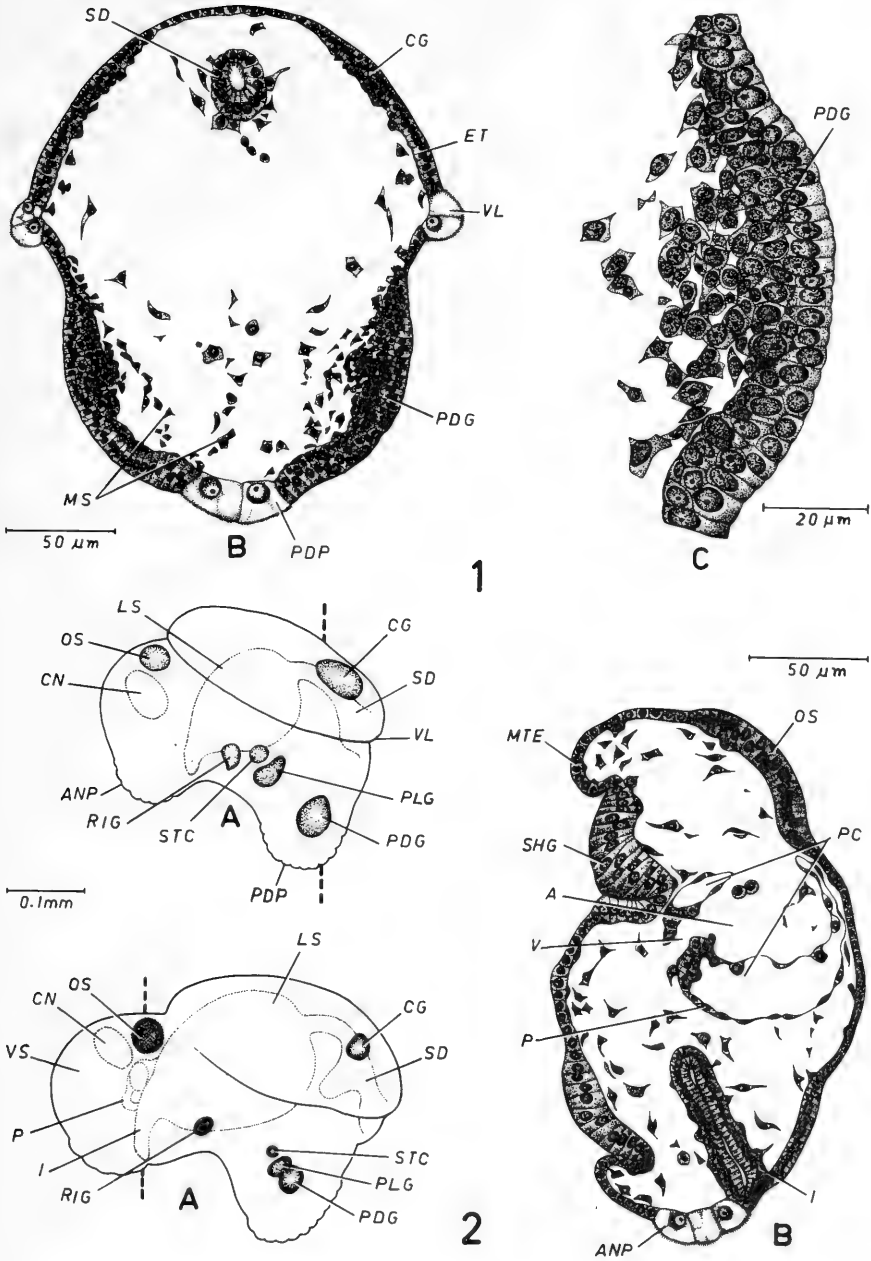 SD
CG
ET
VL
PDG
MS
PDP
50 µm
B
PDG
20 µm
C
1
LS
OS
CN
CG
SD
VL
ANP
RIG
STC
A
PLG
PDG
PDP
0.1mm
LS
OS
CN
VS
CG
SD
P
I
RIG
A
STC
PLG
PDG
2
50 µm
OS
MTE
SHG
PC
A
V
P
I
ANP
B